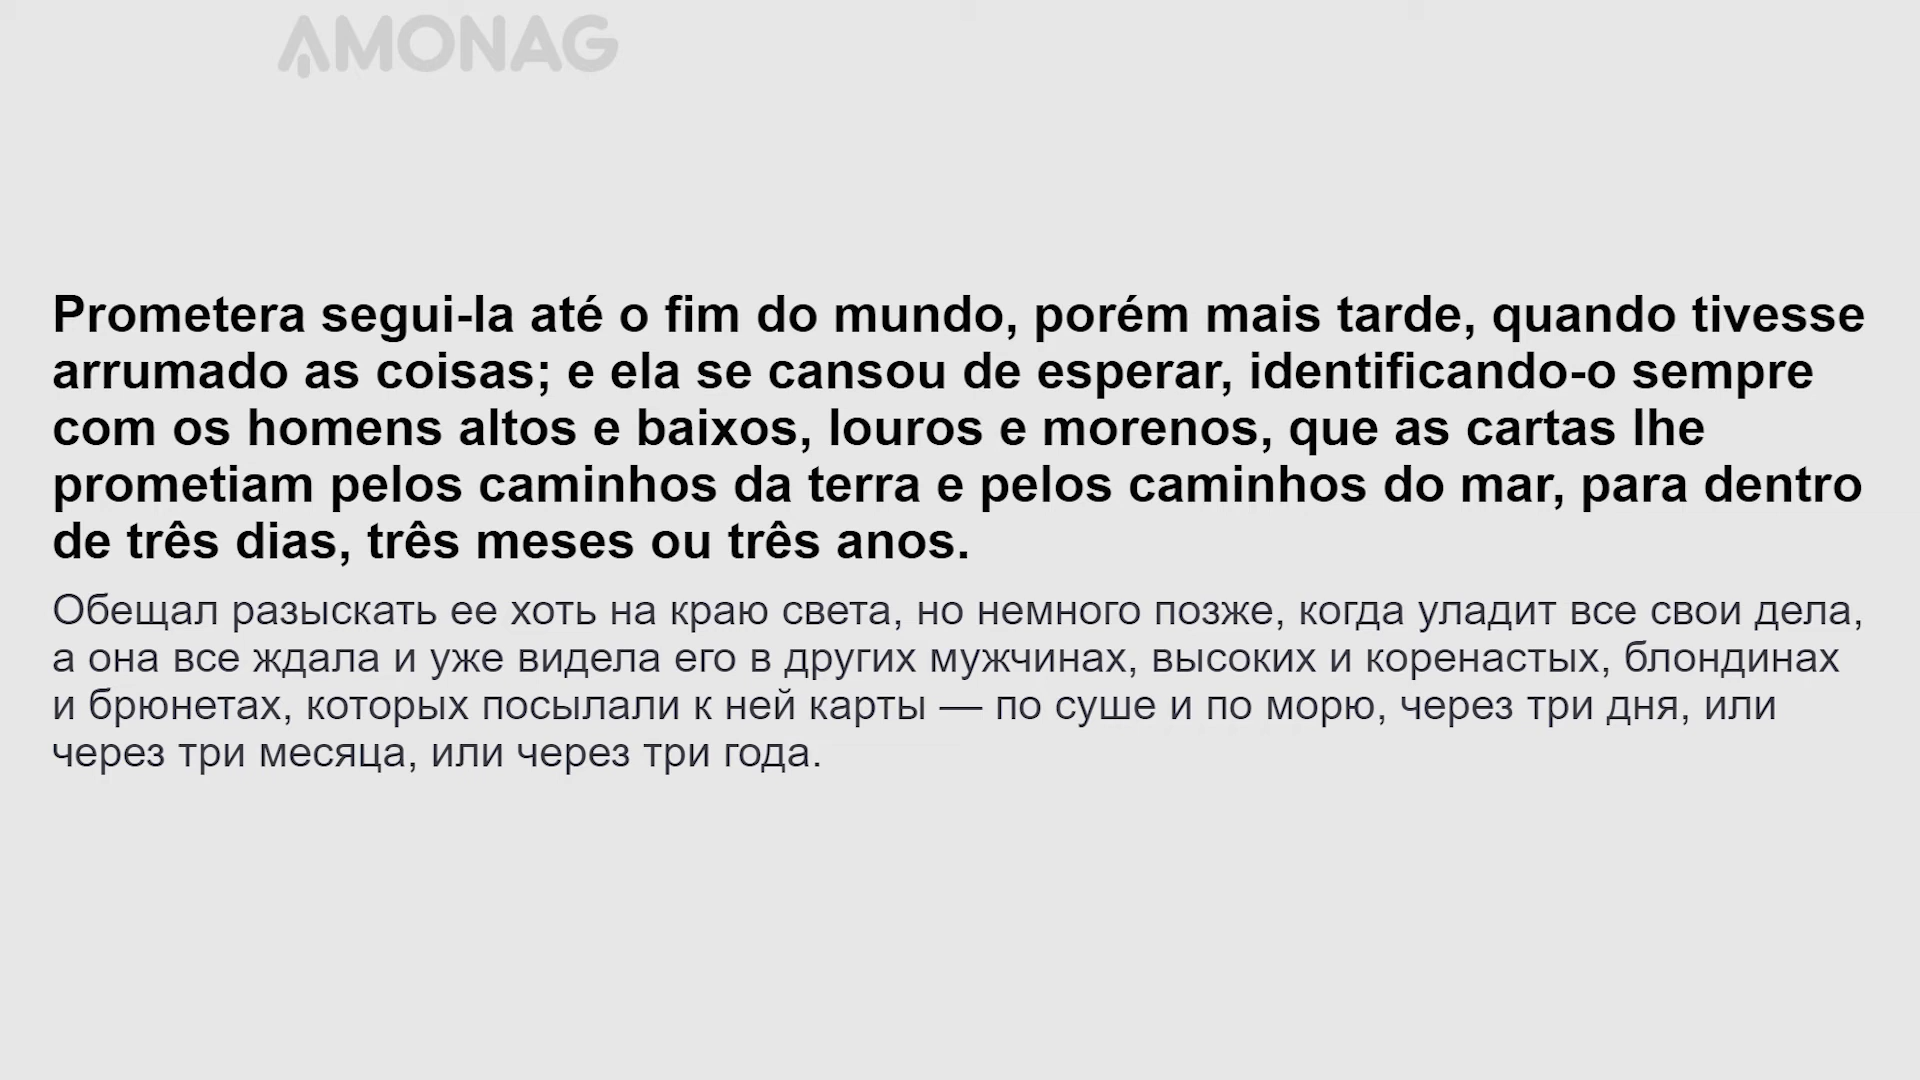 AMONAG
Prometera segui-la até o fim do mundo, porém mais tarde, quando tivesse
arrumado as coisas; e ela se cansou de esperar, identificando-o sempre
com os homens altos e baixos, louros e morenos, que as cartas lhe
prometiam pelos caminhos da terra e pelos caminhos do mar, para dentro
de três dias, três meses ou três anos.
Обещал разыскать ее хоть на краю света, но немного позже, когда уладит все свои дела,
а она все ждала и уже видела его в других мужчинах, высоких и коренастых, блондинах
и брюнетах, которых посылали к ней карты — по суше и по морю, через три дня, или
через три месяца, или через три года.